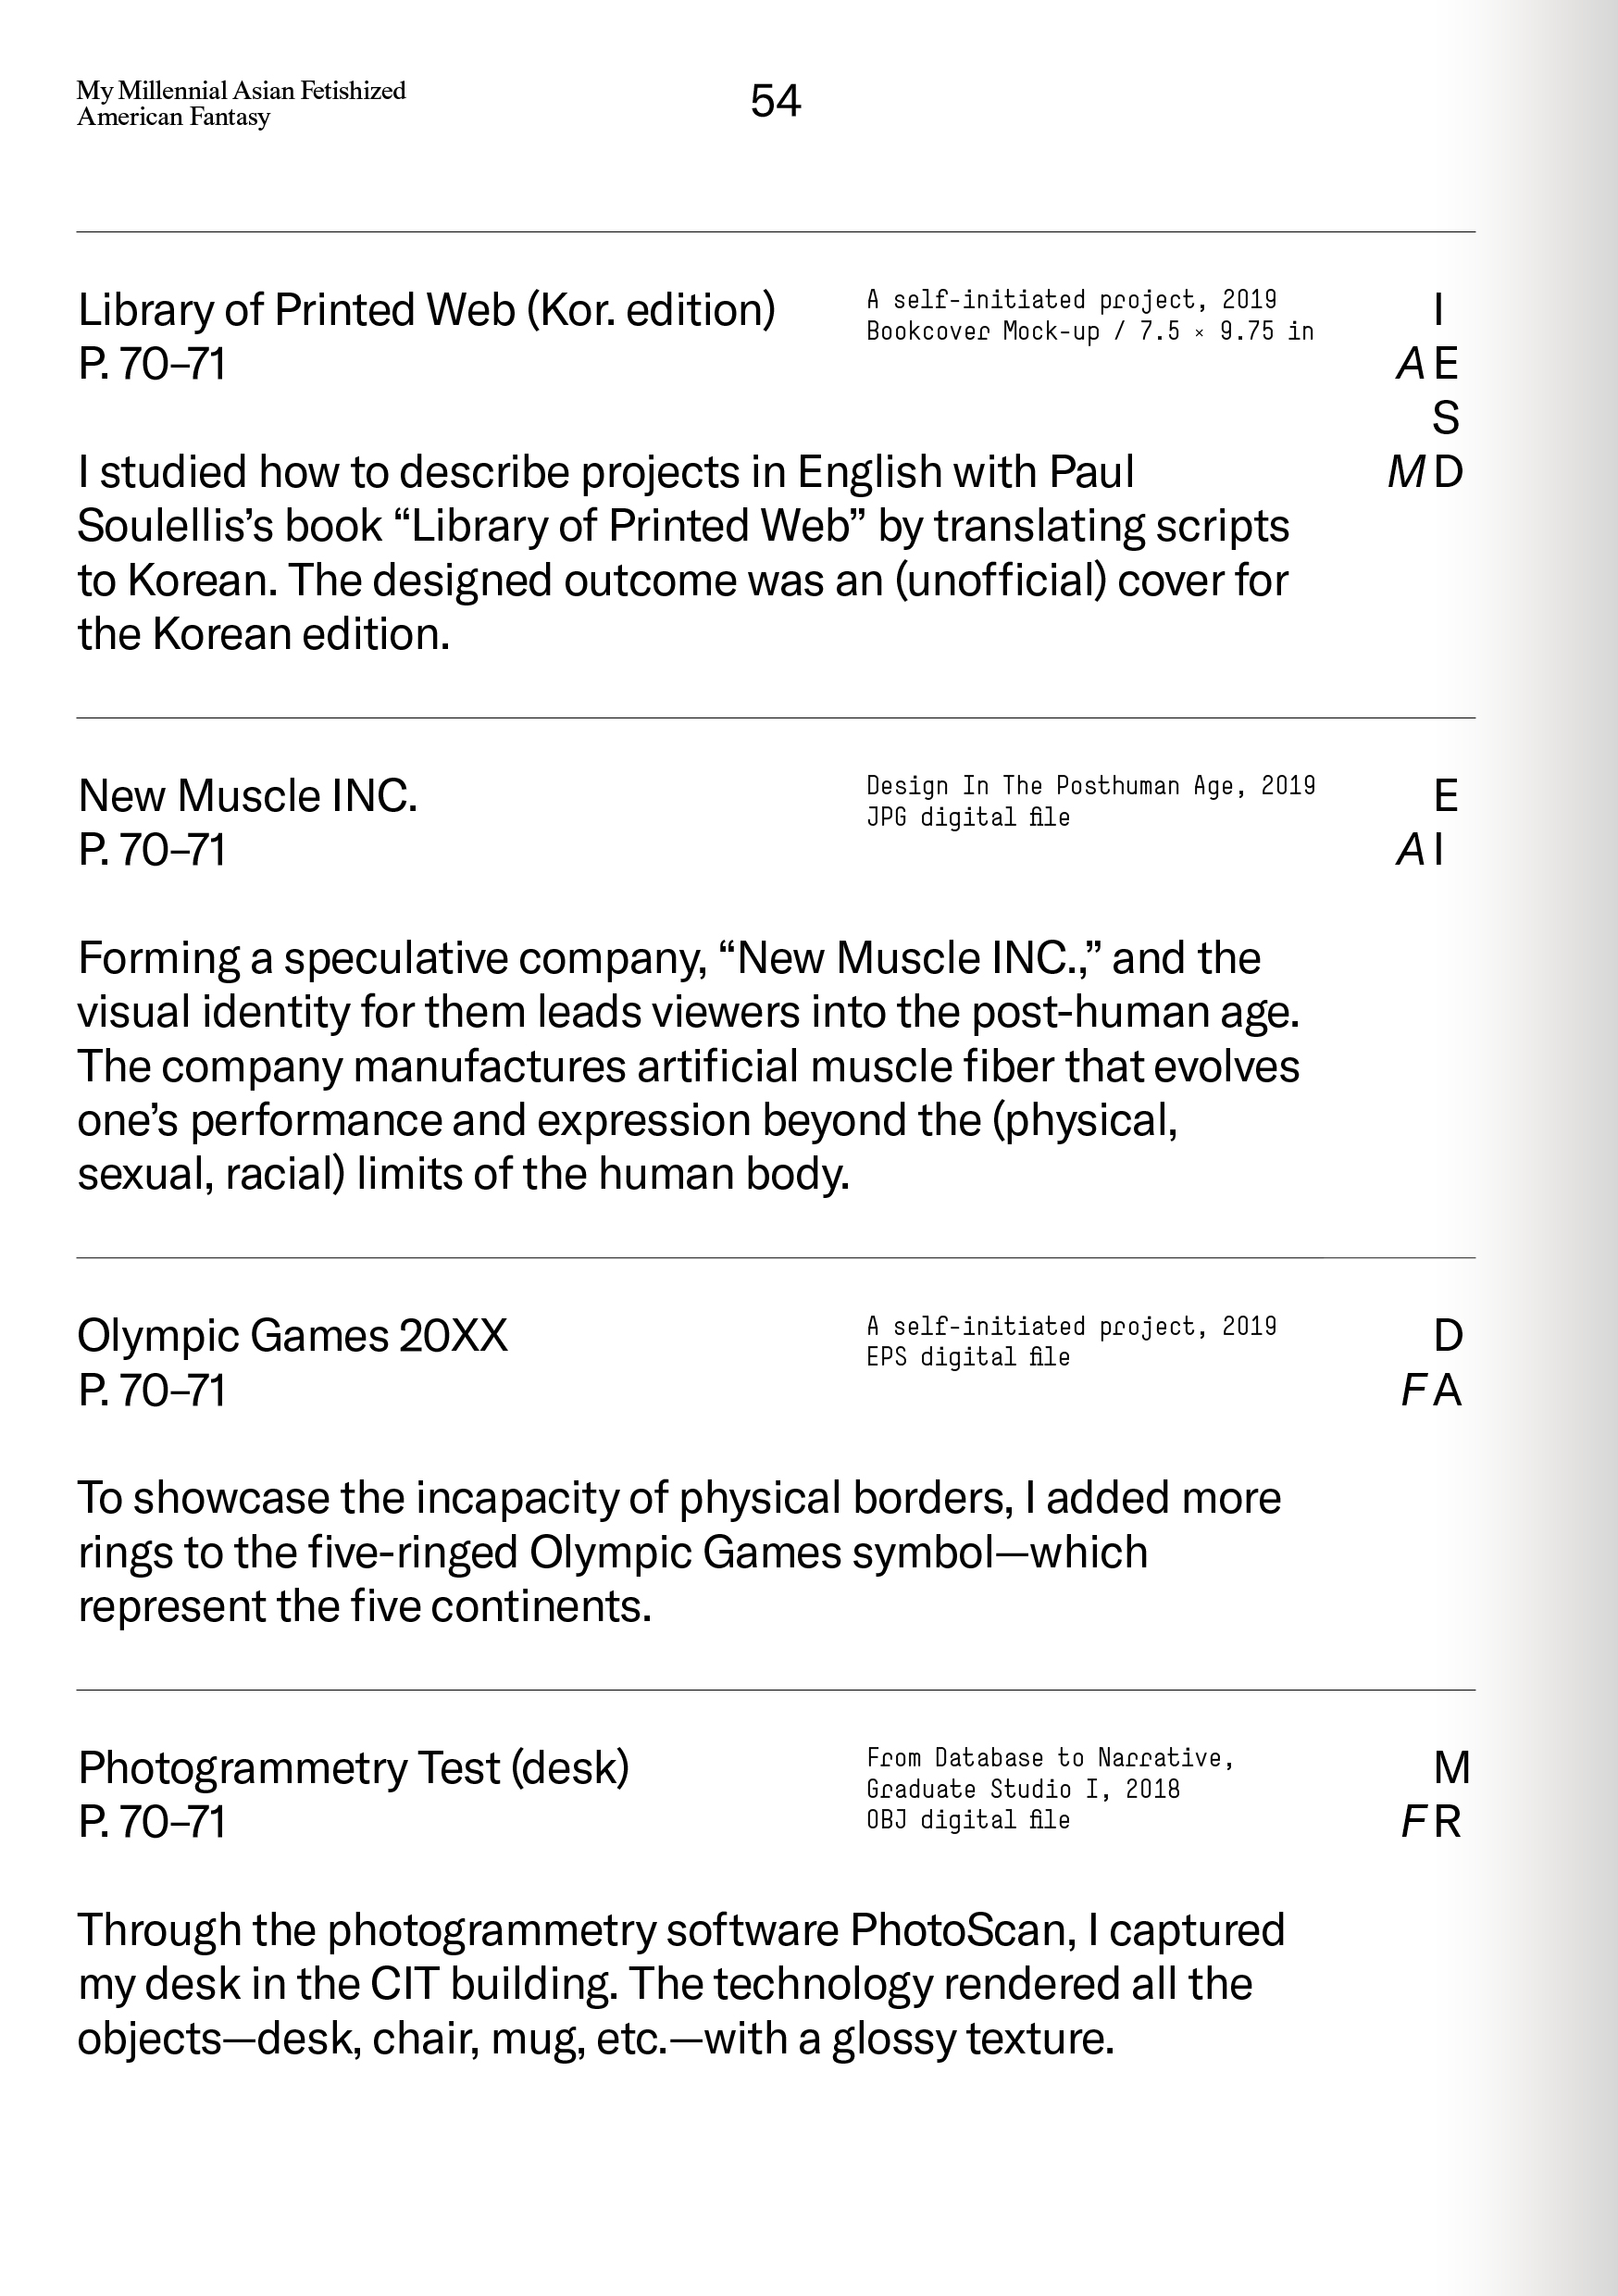 My Millennial Asian Fetishized
American Fantasy
54
Library of Printed Web (Kor. edition)
P. 70–71
A self-initiated project, 2019
Bookcover Mock-up / 7.5 × 9.75 in
I
A E
S
M D
I studied how to describe projects in English with Paul
Soulellis’s book “Library of Printed Web” by translating scripts
to Korean. The designed outcome was an (unofficial) cover for
the Korean edition.
New Muscle INC.
P. 70–71
Design In The Posthuman Age, 2019
JPG digital file
E
A I
Forming a speculative company, “New Muscle INC.,” and the
visual identity for them leads viewers into the post-human age.
The company manufactures artificial muscle fiber that evolves
one’s performance and expression beyond the (physical,
sexual, racial) limits of the human body.
Olympic Games 20XX
P. 70–71
A self-initiated project, 2019
EPS digital file
D
F A
To showcase the incapacity of physical borders, I added more
rings to the five-ringed Olympic Games symbol—which
represent the five continents.
Photogrammetry Test (desk)
P. 70–71
From Database to Narrative,
Graduate Studio I, 2018
OBJ digital file
M
F R
Through the photogrammetry software PhotoScan, I captured
my desk in the CIT building. The technology rendered all the
objects—desk, chair, mug, etc.—with a glossy texture.